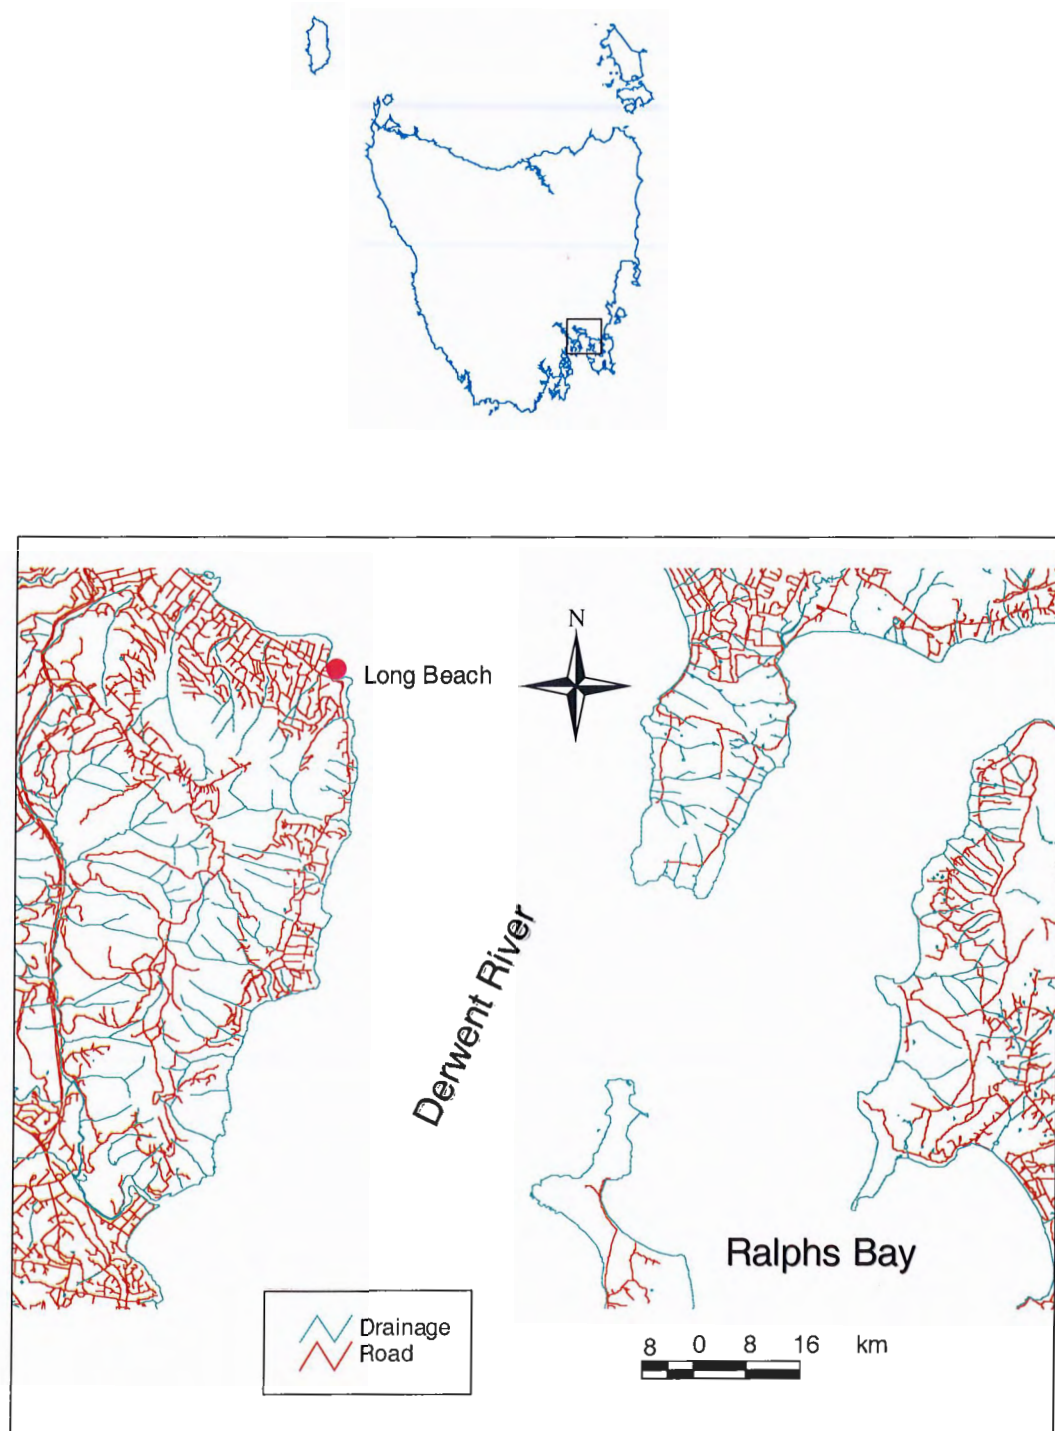 N
Long Beach
Derwent River
Ralphs Bay
Drainage
Road
8 0 8 16 km